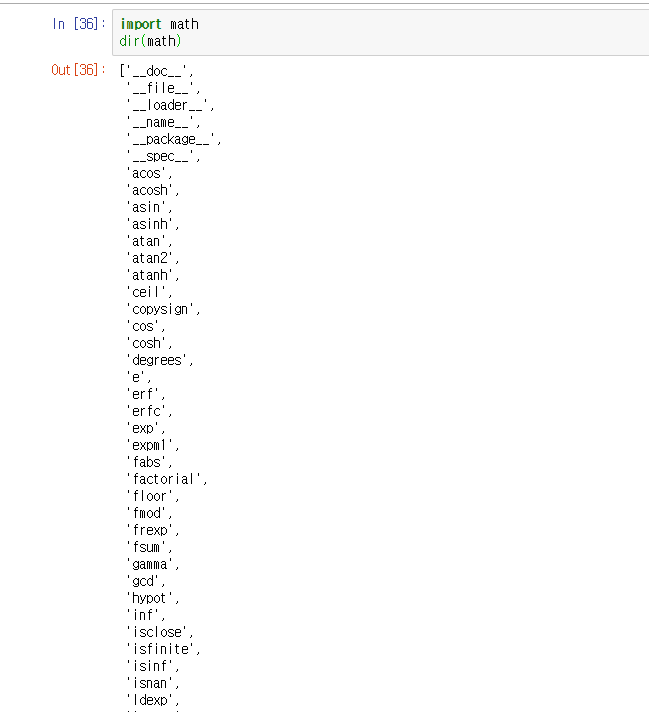 In [36]: import math
dir(math)
Out[36]: ['__doc__',
'__file__',
'__loader__',
'__name__',
'__package__',
'__spec__',
'acos',
'acosh',
'asin',
'asinh',
'atan',
'atan2',
'atanh',
'ceil',
'copysign',
'cos',
'cosh',
'degrees',
'e',
'erf',
'erfc',
'exp',
'expm1',
'fabs',
'factorial',
'floor',
'fmod',
'frexp',
'fsum',
'gamma',
'gcd',
'hypot',
'inf',
'isclose',
'isfinite',
'isinf',
'isnan',
'ldexp',